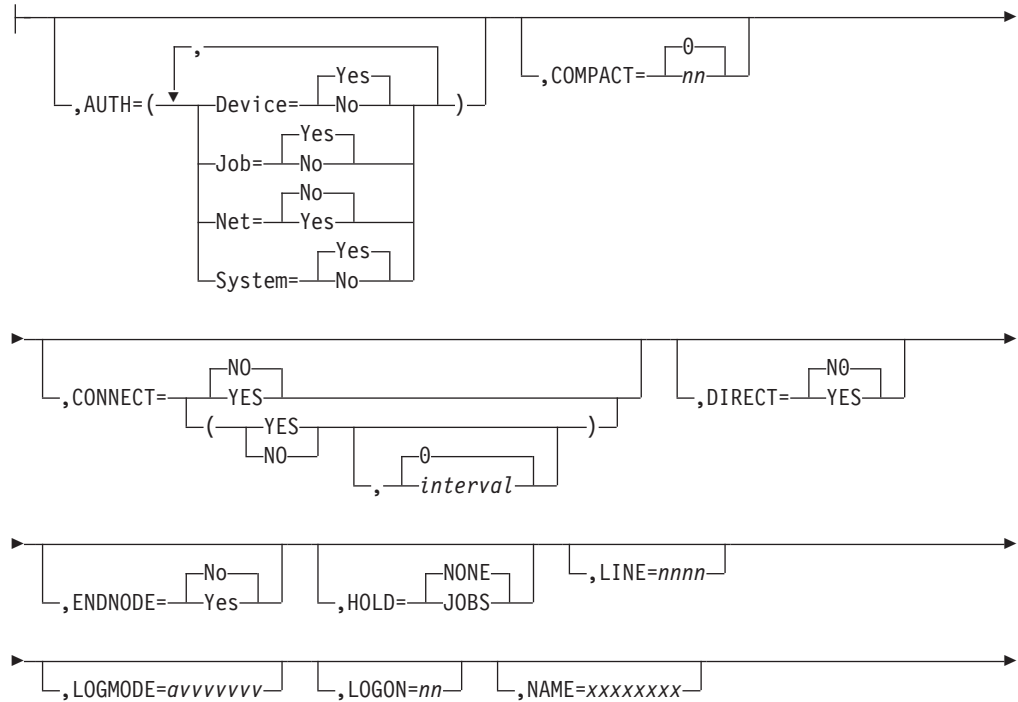 ,
Yes 0
,AUTH=( Device= No ) ,COMPACT= nn
Yes
Job= No
No
Net= Yes
Yes
System= No
NO N0
,CONNECT= YES ,DIRECT= YES
( YES )
NO 0
, interval
No NONE ,LINE=nnnn
,ENDNODE= Yes ,HOLD= JOBS
,LOGMODE=avvvvvvv ,LOGON=nn ,NAME=xxxxxxxx